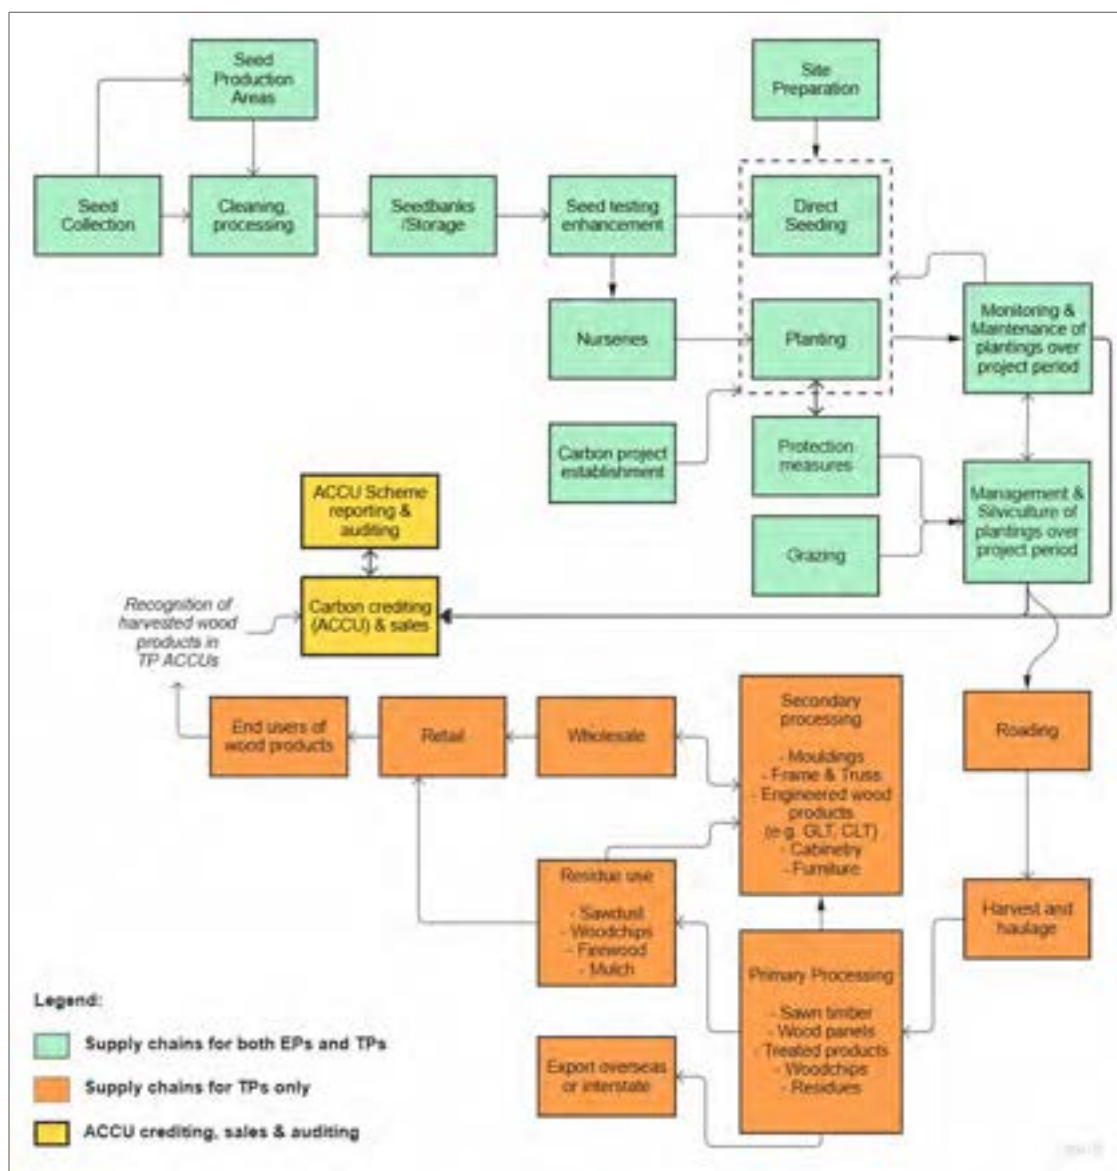 Seed
Production
Areas
Site
Preparation
Seed
Collection
Cleaning,
processing
Seedbanks
/Storage
Seed testing
enhancement
Direct
Seeding
Nurseries
Planting
Monitoring &
Maintenance of
plantings over
project period
Carbon project
establishment
Protection
measures
Management &
Silviculture of
plantings over
project period
Grazing
ACCU Scheme
reporting &
auditing
Carbon crediting
(ACCU) & sales
Recognition of
harvested wood
products in
TP ACCUs
End users of
wood products
Retail
Wholesale
Secondary
processing
- Mouldings
- Frame & Truss
- Engineered wood
products
(e.g. GLT, CLT)
- Cabinetry
- Furniture
Roading
Residue use
- Sawdust
- Woodchips
- Firewood
- Mulch
Harvest and
haulage
Primary Processing
- Sawn timber
- Wood panels
- Treated products
- Woodchips
- Residues
Export overseas
or interstate
Legend:
Supply chains for both EPs and TPs
Supply chains for TPs only
ACCU crediting, sales & auditing